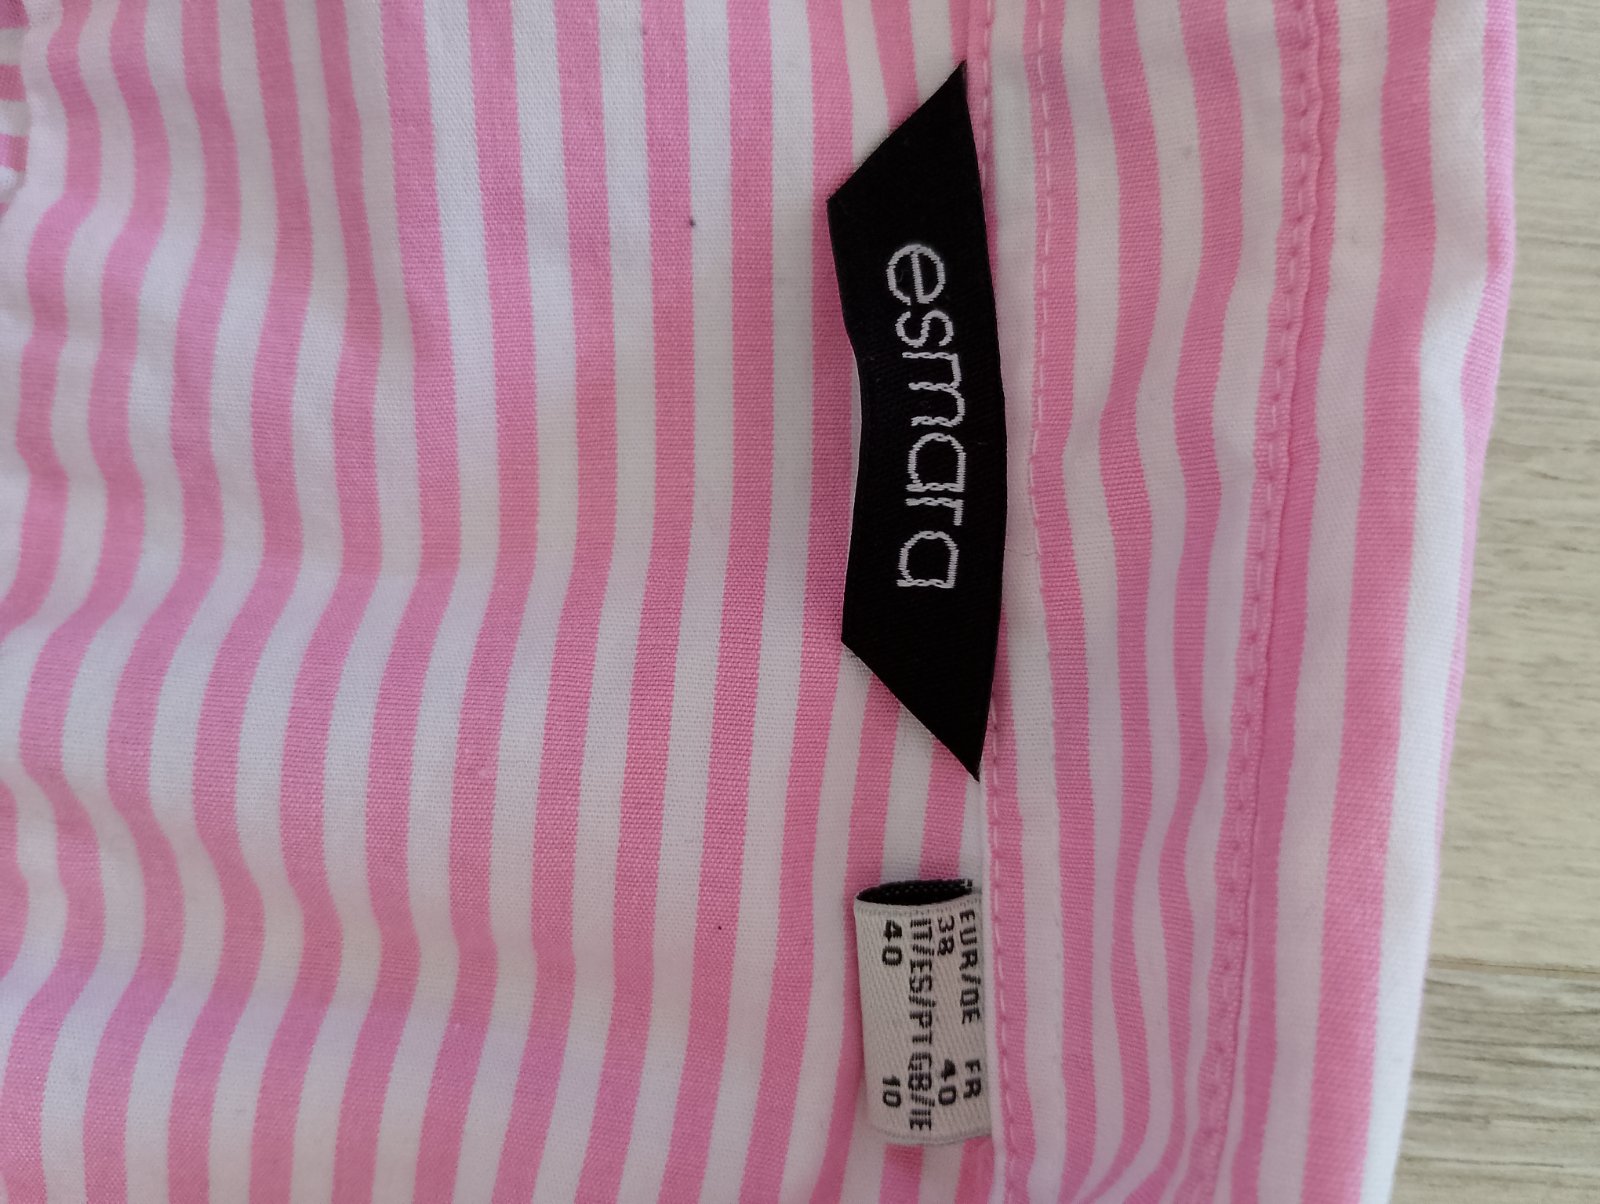 esmara
EUR/DE FR
38 40
IT/ES/PT GB/IE
40 10